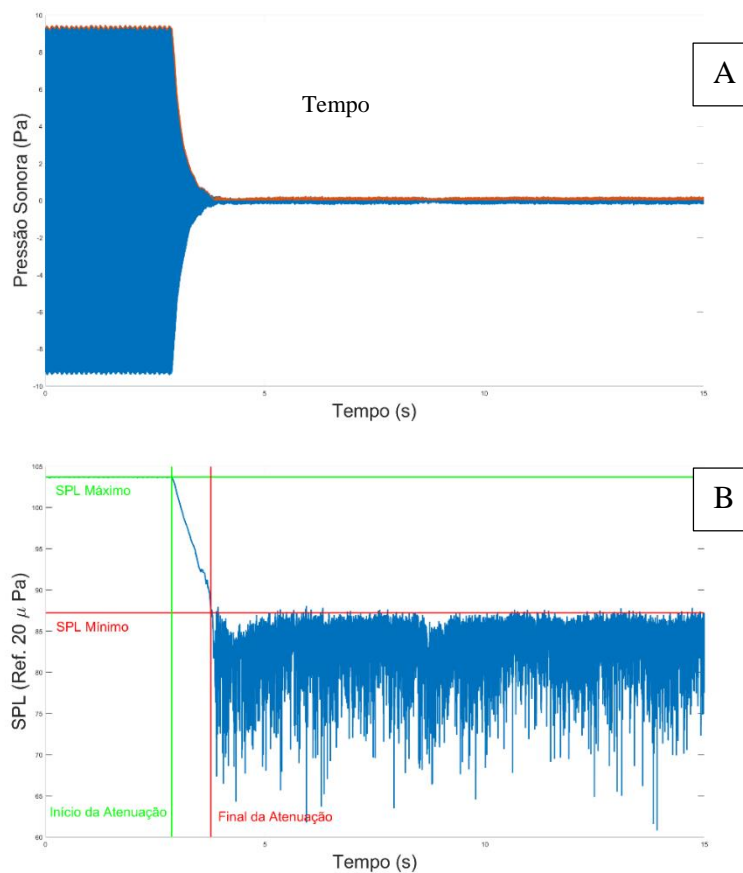 10
8
6
4
2
0
-2
-4
-6
-8
-10
Pressão Sonora (Pa)
Tempo
A
5
10
15
Tempo (s)
105
100
95
90
85
80
75
70
65
60
SPL (Ref. 20 μ Pa)
SPL Máximo
B
SPL Mínimo
Início da Atenuação
Final da Atenuação
5
10
15
Tempo (s)